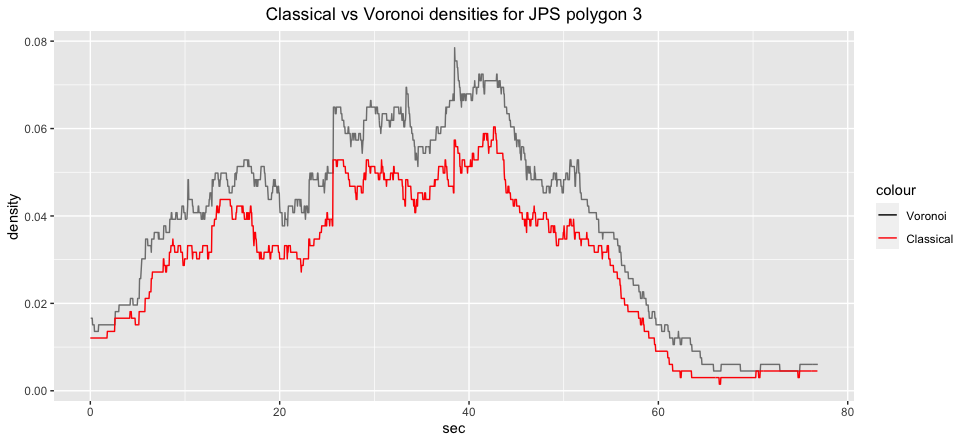 Classical vs Voronoi densities for JPS polygon 3
density
0.08
0.06
0.04
0.02
0.00
0
20
40
60
80
sec
colour
Voronoi
Classical